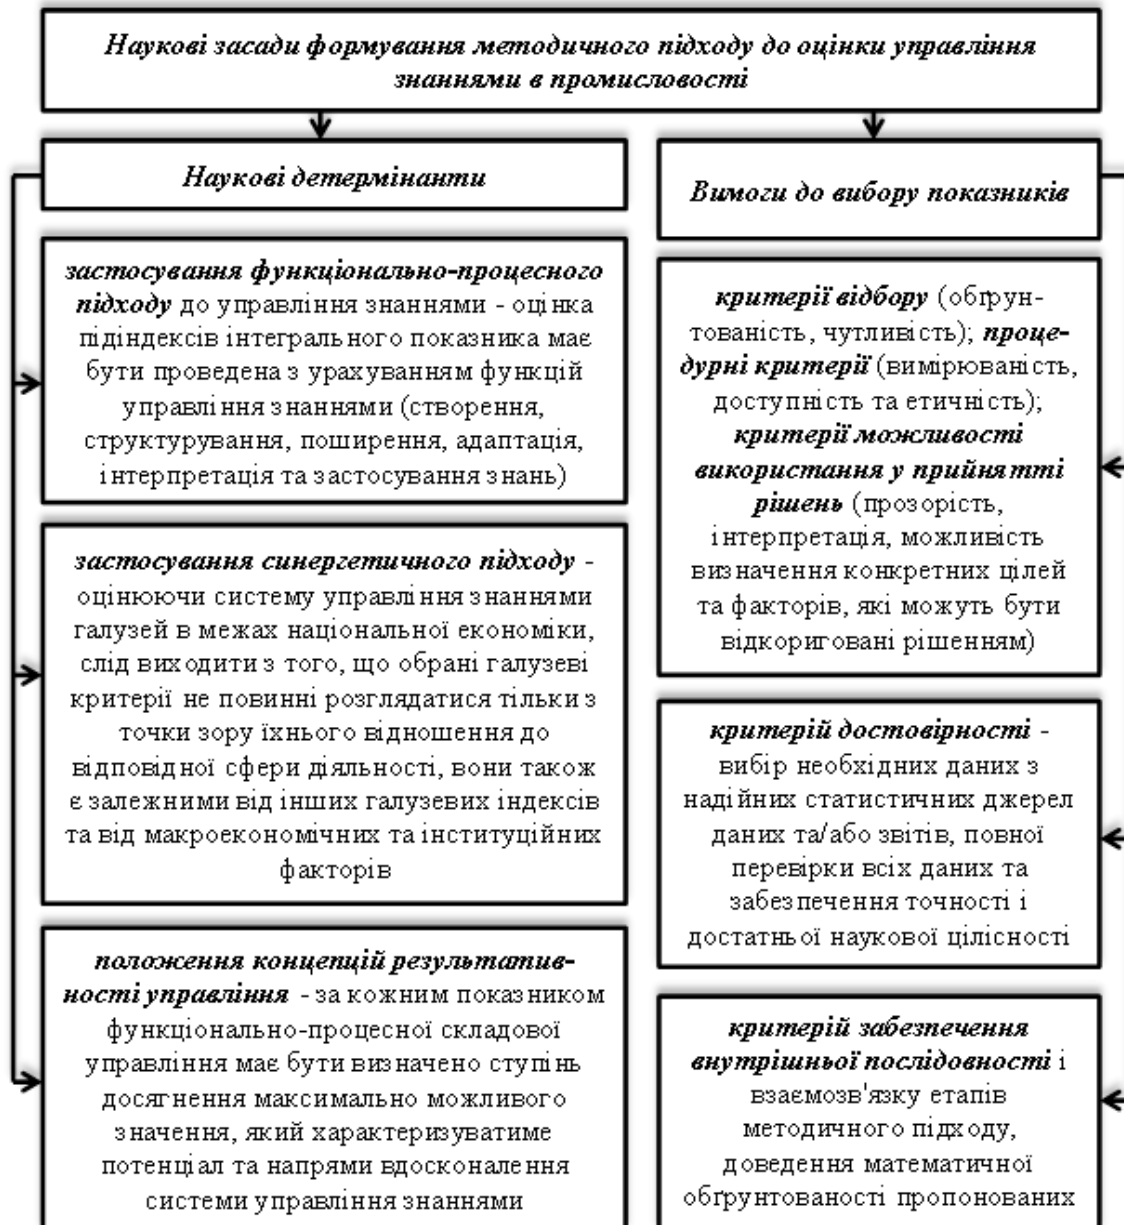 Наукові засади формування методичного підходу до оцінки управління
знаннями в промисловості
Наукові детермінанти
застосування функціонально-процесного
підходу до управління знаннями - оцінка
підіндексів інтегрального показника має
бути проведена з урахуванням функцій
управління знаннями (створення,
структурування, поширення, адаптація,
інтерпретація та застосування знань)
застосування синергетичного підходу -
оцінюючи систему управління знаннями
галузей в межах національної економіки,
слід виходити з того, що обрані галузеві
критерії не повинні розглядатися тільки з
точки зору їхнього відношення до
відповідної сфери діяльності, вони також
є залежними від інших галузевих індексів
та від макроекономічних та інституційних
факторів
положення концепцій результатив-
ності управління - за кожним показником
функціонально-процесної складової
управління має бути визначено ступінь
досягнення максимально можливого
значення, який характеризуватиме
потенціал та напрями вдосконалення
системи управління знаннями
Вимоги до вибору показників
критерії відбору (обґрун-
тованість, чутливість); проце-
дурні критерії (вимірюваність,
доступність та етичність);
критерії можливості
використання у прийнятті
рішень (прозорість,
інтерпретація, можливість
визначення конкретних цілей
та факторів, які можуть бути
відкориговані рішенням)
критерій достовірності -
вибір необхідних даних з
надійних статистичних джерел
даних та/або звітів, повної
перевірки всіх даних та
забезпечення точності і
достатньої наукової цілісності
критерій забезпечення
внутрішньої послідовності і
взаємозв'язку етапів
методичного підходу,
доведення математичної
обґрунтованості пропонованих